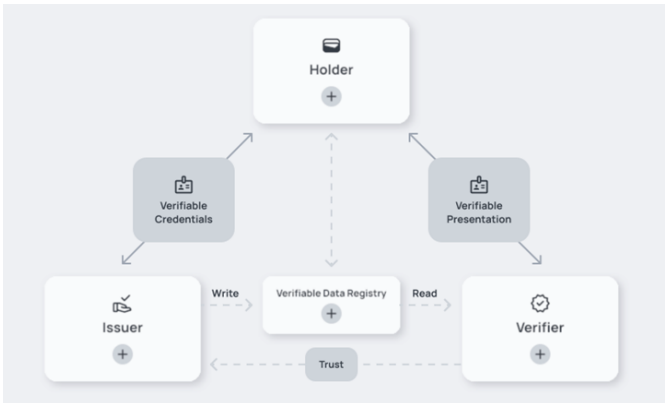 Holder
Verifiable
Credentials
Verifiable
Presentation
Issuer
Write
Verifiable Data Registry
Read
Verifier
Trust